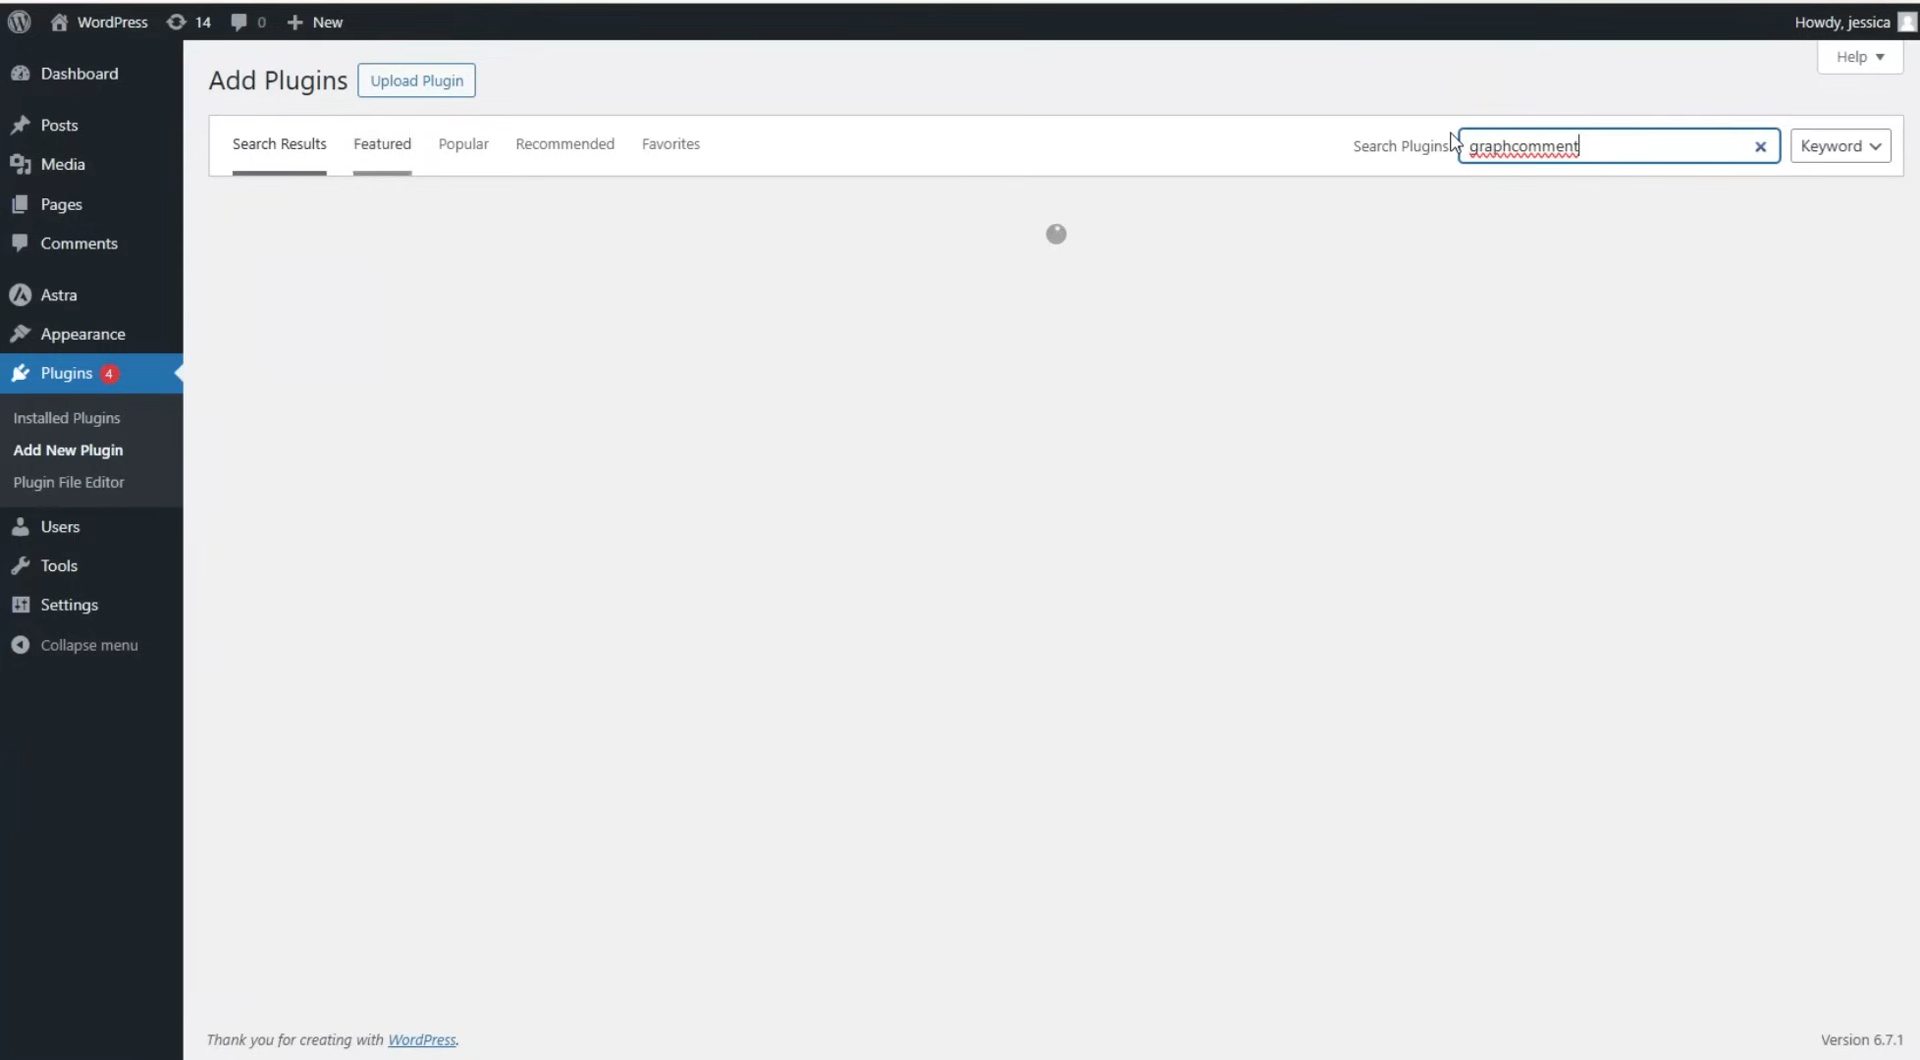 WordPress 14 0 New Howdy, jessica
Help
Dashboard
Posts
Media
Pages
Comments
Astra
Appearance
Plugins 4
Installed Plugins
Add New Plugin
Plugin File Editor
Users
Tools
Settings
Collapse menu
Add Plugins Upload Plugin
Search Results Featured Popular Recommended Favorites Search Plugins graphcomment Keyword
Thank you for creating with WordPress. Version 6.7.1